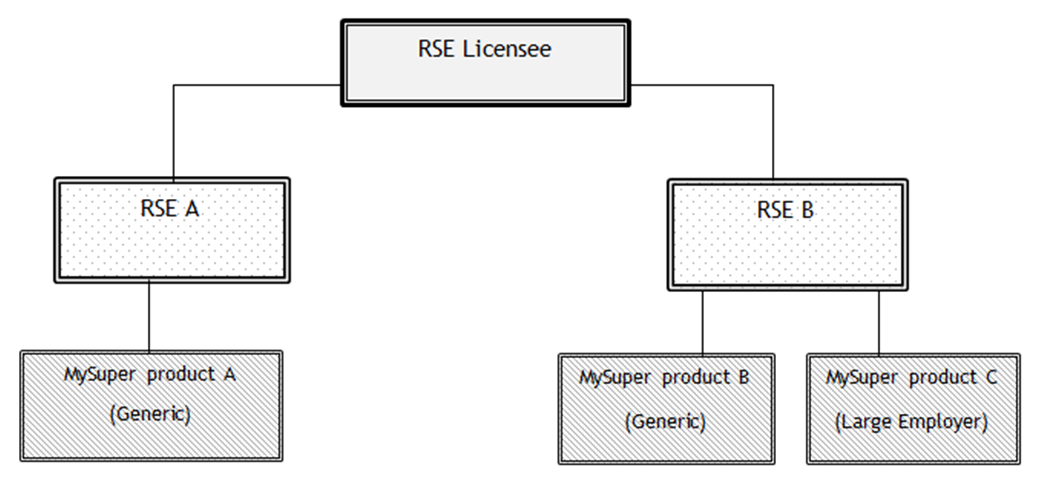 RSE Licensee
RSE A
RSE B
MySuper product A
(Generic)
MySuper product B
(Generic)
MySuper product C
(Large Employer)